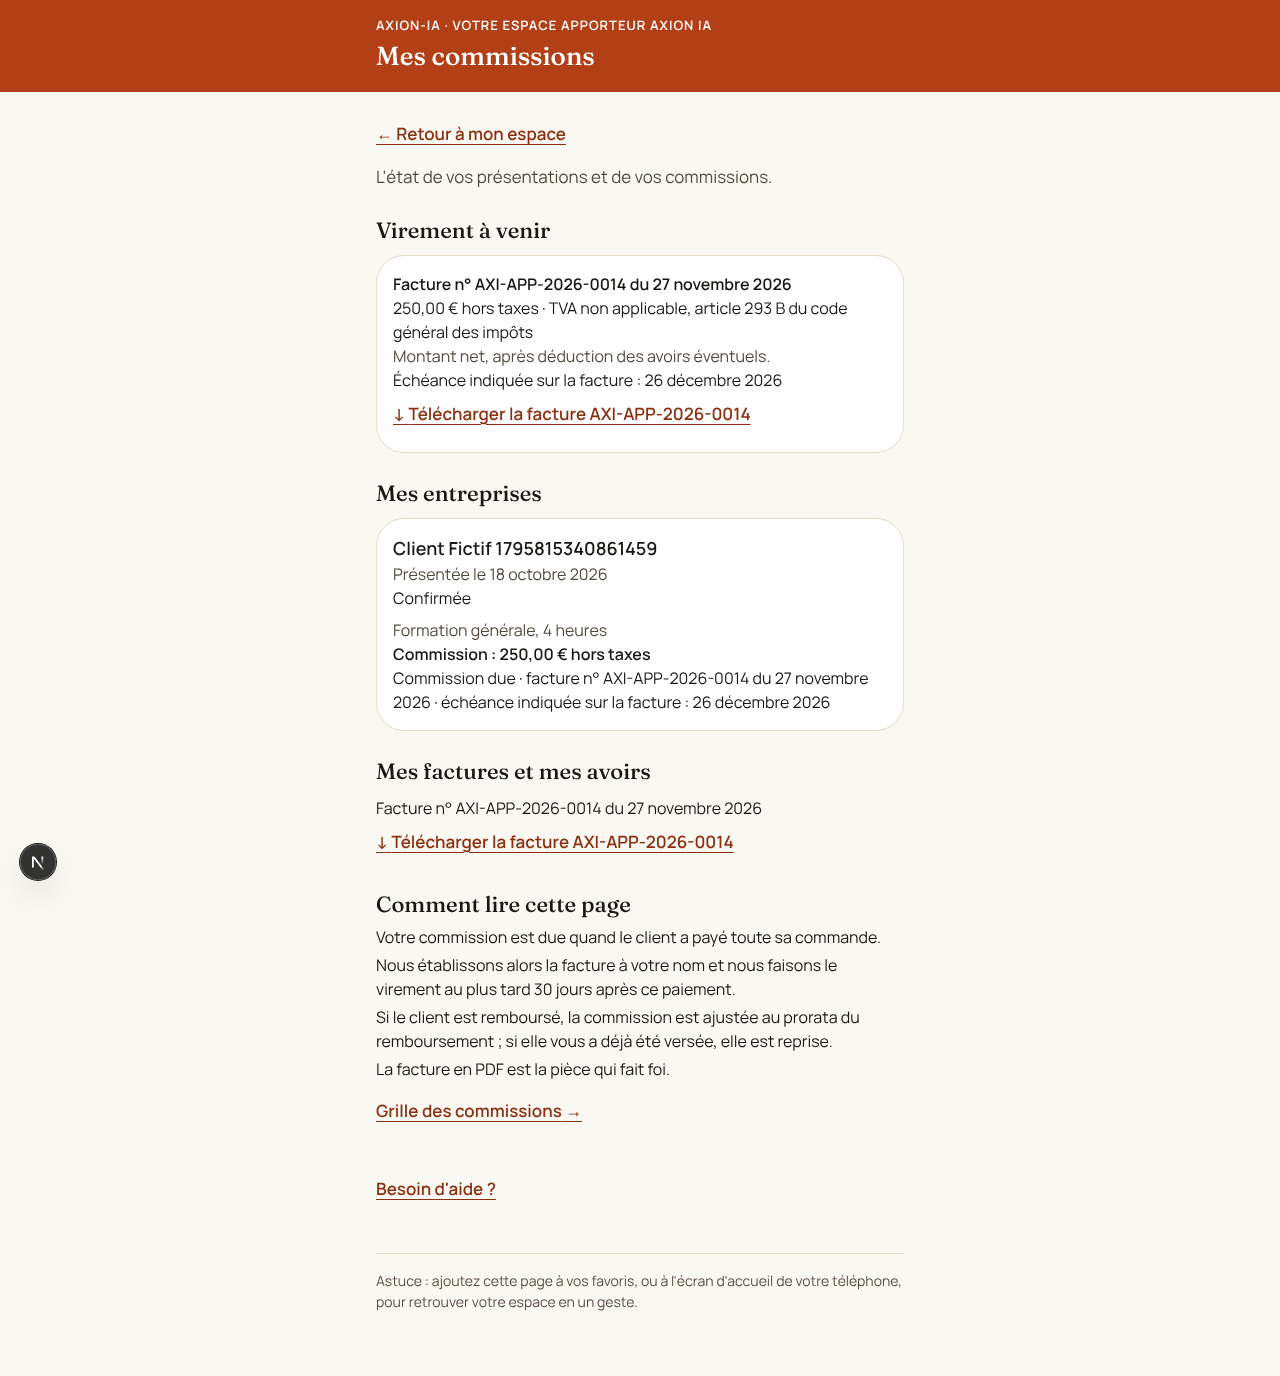 AXION-IA · VOTRE ESPACE APPORTEUR AXION IA
Mes commissions
← Retour à mon espace
L'état de vos présentations et de vos commissions.
Virement à venir
Facture n° AXI-APP-2026-0014 du 27 novembre 2026
250,00 € hors taxes · TVA non applicable, article 293 B du code
général des impôts
Montant net, après déduction des avoirs éventuels.
Échéance indiquée sur la facture : 26 décembre 2026
↓ Télécharger la facture AXI-APP-2026-0014
Mes entreprises
Client Fictif 1795815340861459
Présentée le 18 octobre 2026
Confirmée
Formation générale, 4 heures
Commission : 250,00 € hors taxes
Commission due · facture n° AXI-APP-2026-0014 du 27 novembre
2026 · échéance indiquée sur la facture : 26 décembre 2026
Mes factures et mes avoirs
Facture n° AXI-APP-2026-0014 du 27 novembre 2026
↓ Télécharger la facture AXI-APP-2026-0014
N
Comment lire cette page
Votre commission est due quand le client a payé toute sa commande.
Nous établissons alors la facture à votre nom et nous faisons le
virement au plus tard 30 jours après ce paiement.
Si le client est remboursé, la commission est ajustée au prorata du
remboursement ; si elle vous a déjà été versée, elle est reprise.
La facture en PDF est la pièce qui fait foi.
Grille des commissions →
Besoin d'aide ?
Astuce : ajoutez cette page à vos favoris, ou à l'écran d'accueil de votre téléphone,
pour retrouver votre espace en un geste.